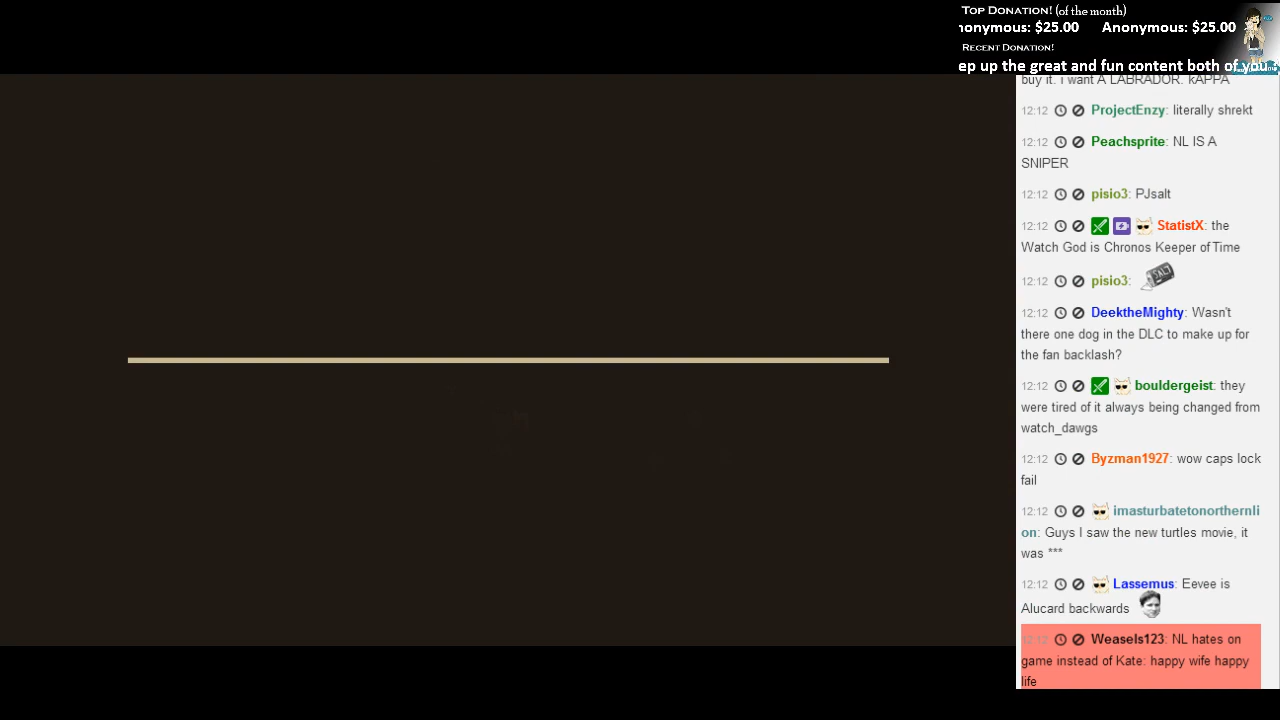 Top Donation! (of the month)
nonymous: $25.00 Anonymous: $25.00
Recent Donation!
ep up the great and fun content both of you
buy it. i want A LABRADOR. kAPPA
12:12 ProjectEnzy: literally shrekt
12:12 Peachsprite: NL IS A
SNIPER
12:12 pisio3: PJsalt
12:12 StatistX: the
Watch God is Chronos Keeper of Time
12:12 pisio3: SALT
12:12 DeektheMighty: Wasn't
there one dog in the DLC to make up for
the fan backlash?
12:12 bouldergeist: they
were tired of it always being changed from
watch_dawgs
12:12 Byzman1927: wow caps lock
fail
12:12 imasturbatetonorthernli
on: Guys I saw the new turtles movie, it
was ***
12:12 Lassemus: Eevee is
Alucard backwards
12:12 Weasels123: NL hates on
game instead of Kate: happy wife happy
life